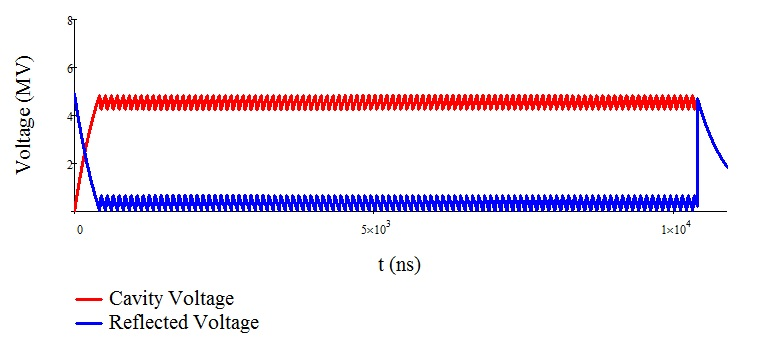 Voltage (MV)
8
6
4
2
0
5×10³
1×10⁴
t (ns)
Cavity Voltage
Reflected Voltage